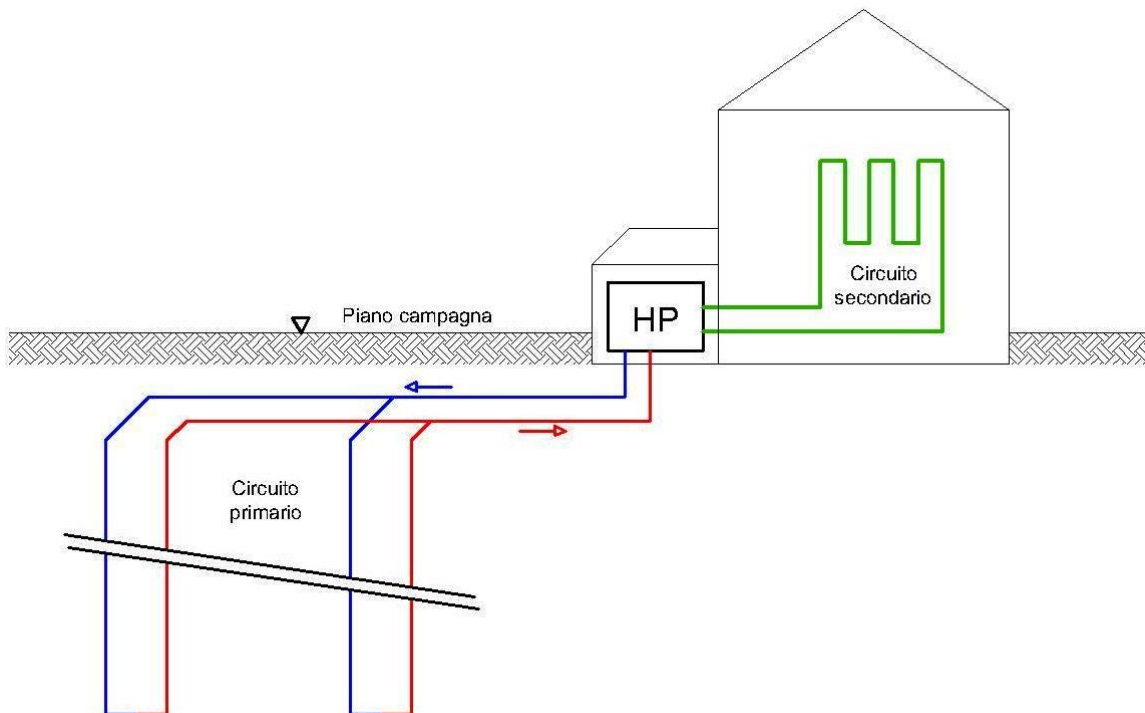 Circuito
secondario
HP
Piano campagna
Circuito
primario